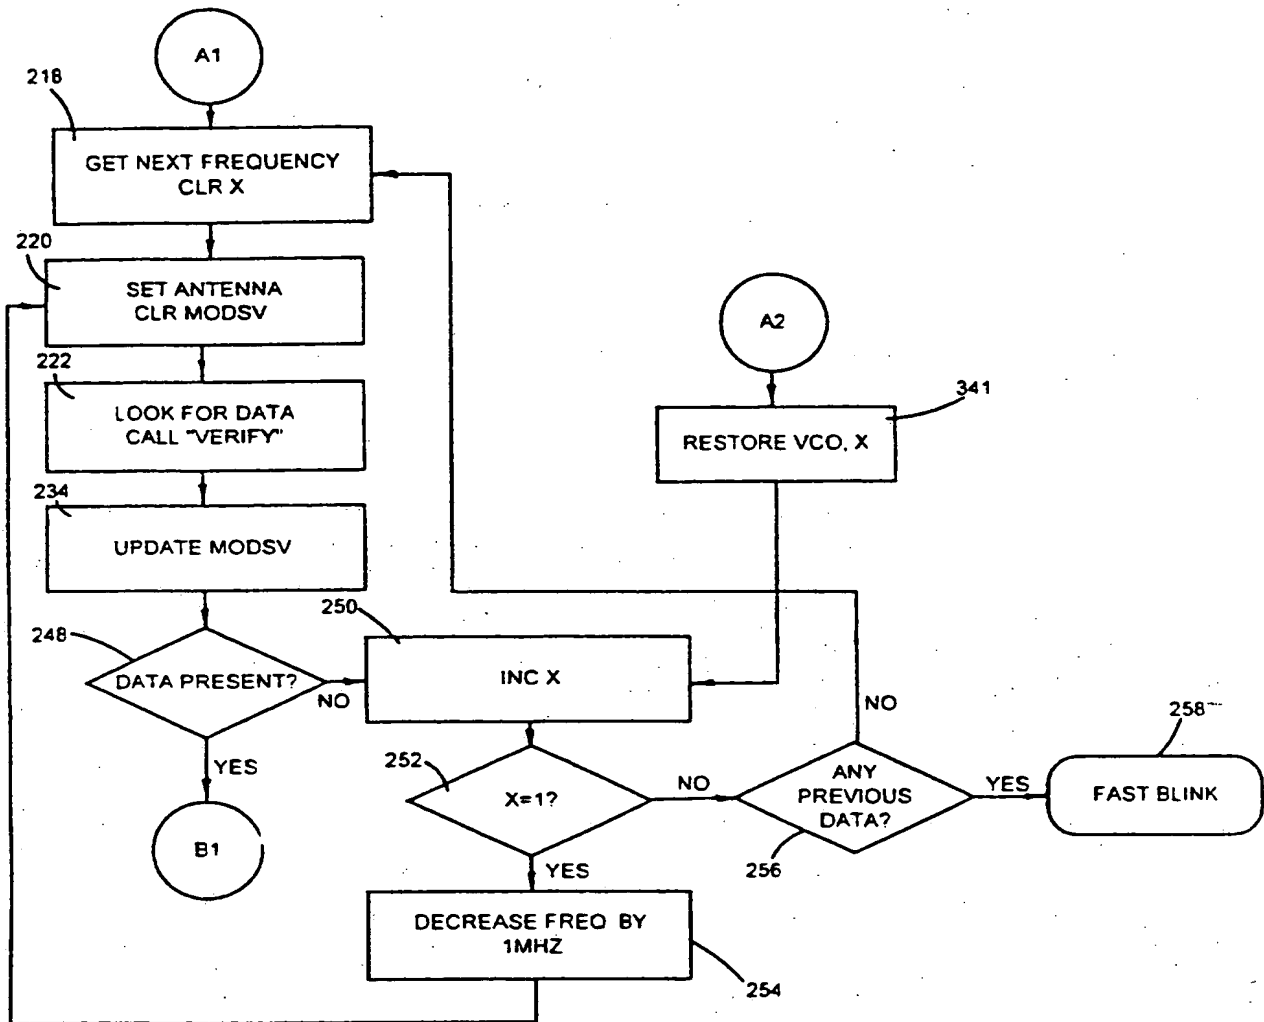 A1
218
GET NEXT FREQUENCY
CLR X
220
SET ANTENNA
CLR MODSV
222
LOOK FOR DATA
CALL "VERIFY"
234
UPDATE MODSV
248
DATA PRESENT?
NO
YES
B1
A2
341
RESTORE VCO, X
250
INC X
252
X=1?
NO
YES
DECREASE FREQ BY
1MHZ
254
ANY
PREVIOUS
DATA?
256
NO
YES
258
FAST BLINK